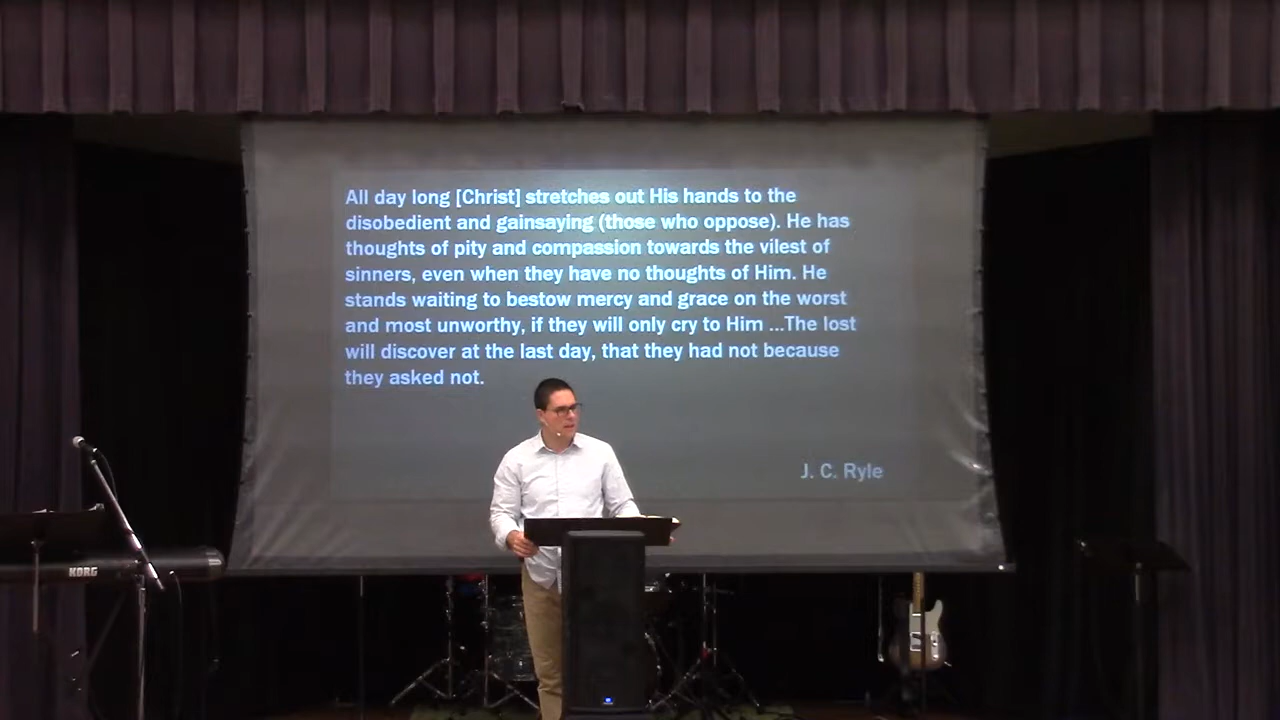 All day long [Christ] stretches out His hands to the
disobedient and gainsaying (those who oppose). He has
thoughts of pity and compassion towards the vilest of
sinners, even when they have no thoughts of Him. He
stands waiting to bestow mercy and grace on the worst
and most unworthy, if they will only cry to Him ...The lost
will discover at the last day, that they had not because
they asked not.
J. C. Ryle
KORG